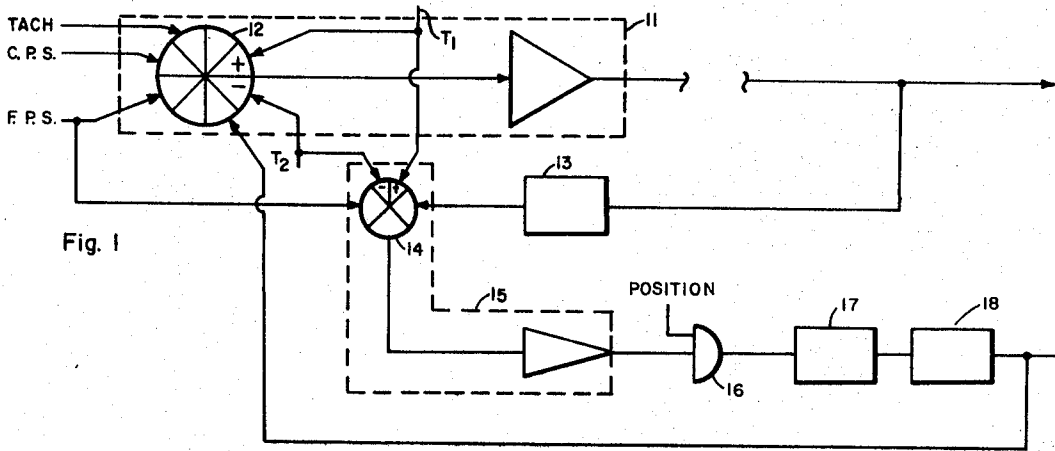 TACH
12
T1
11
C.P.S.
+
-
F.P.S.
T2
13
- +
Fig. 1
14
15
POSITION
17
18
16